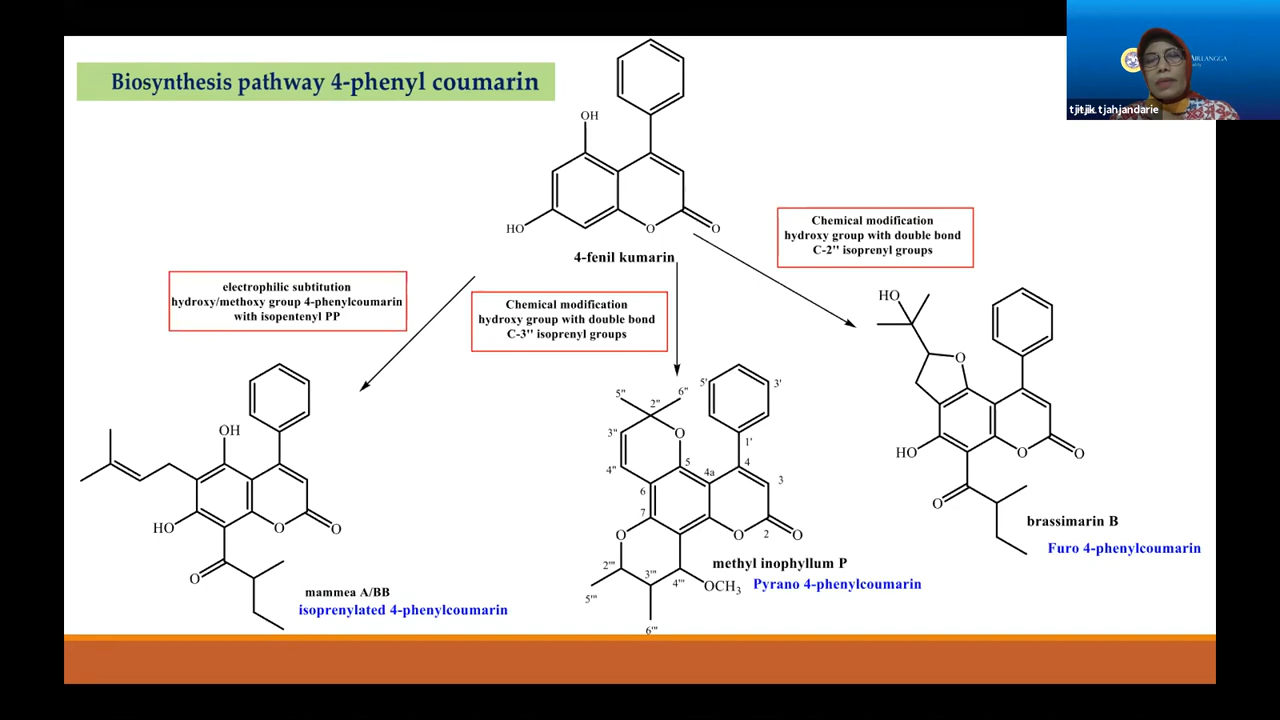 Biosynthesis pathway 4-phenyl coumarin
AIRLANGGA
tjitjik.tjahjandarie
OH
HO
O
O
4-fenil kumarin
Chemical modification
hydroxy group with double bond
C-2'' isoprenyl groups
electrophilic substitution
hydroxy/methoxy group 4-phenylcoumarin
with isopentenyl PP
Chemical modification
hydroxy group with double bond
C-3'' isoprenyl groups
OH
HO
O
O
O
mammea A/BB
isoprenylated 4-phenylcoumarin
5''
6''
2''
3''
4''
O
5'
3'
1'
5
4a
4
3
6
7
O
O
2
O
2'''
3'''
4'''
5'''
6'''
OCH3
methyl inophyllum P
Pyrano 4-phenylcoumarin
HO
O
HO
O
O
O
brassimarin B
Furo 4-phenylcoumarin